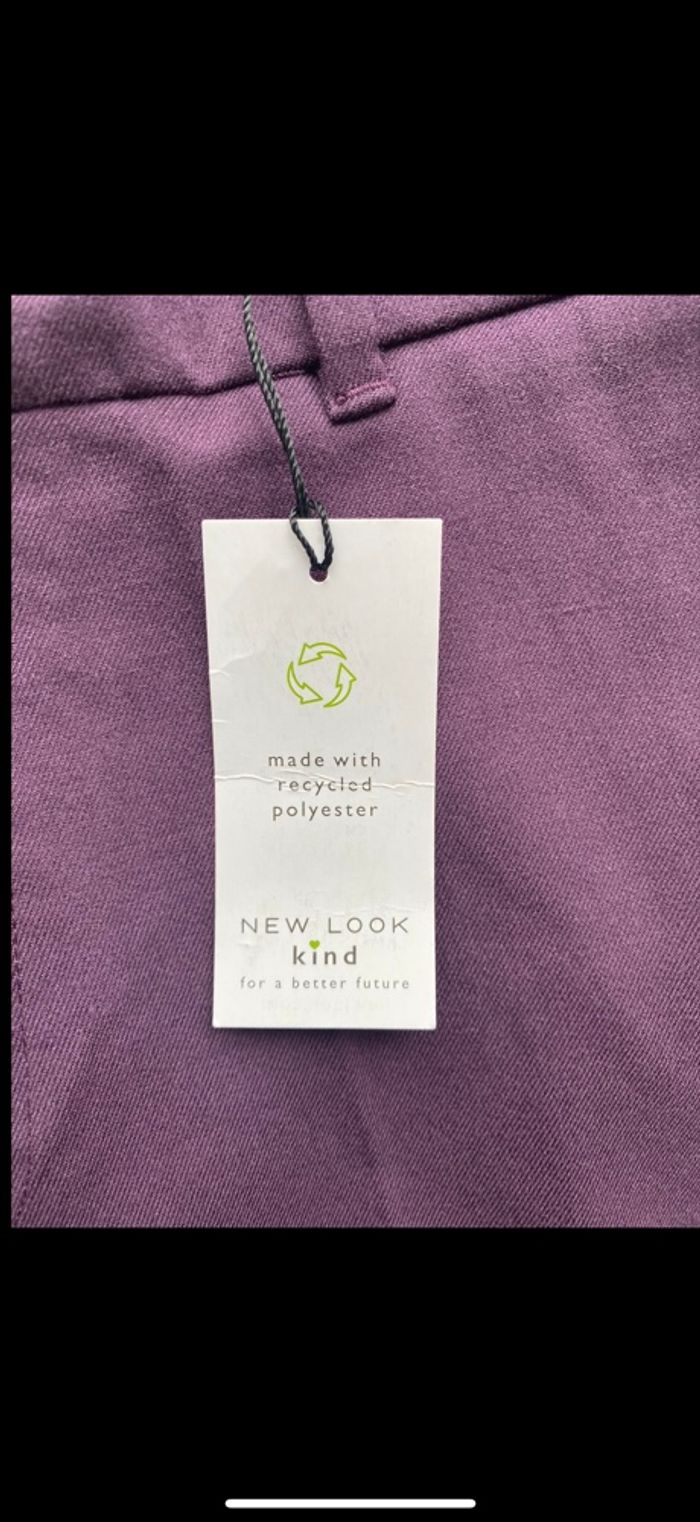 made with
recycled
polyester
NEW LOOK
kind
for a better future